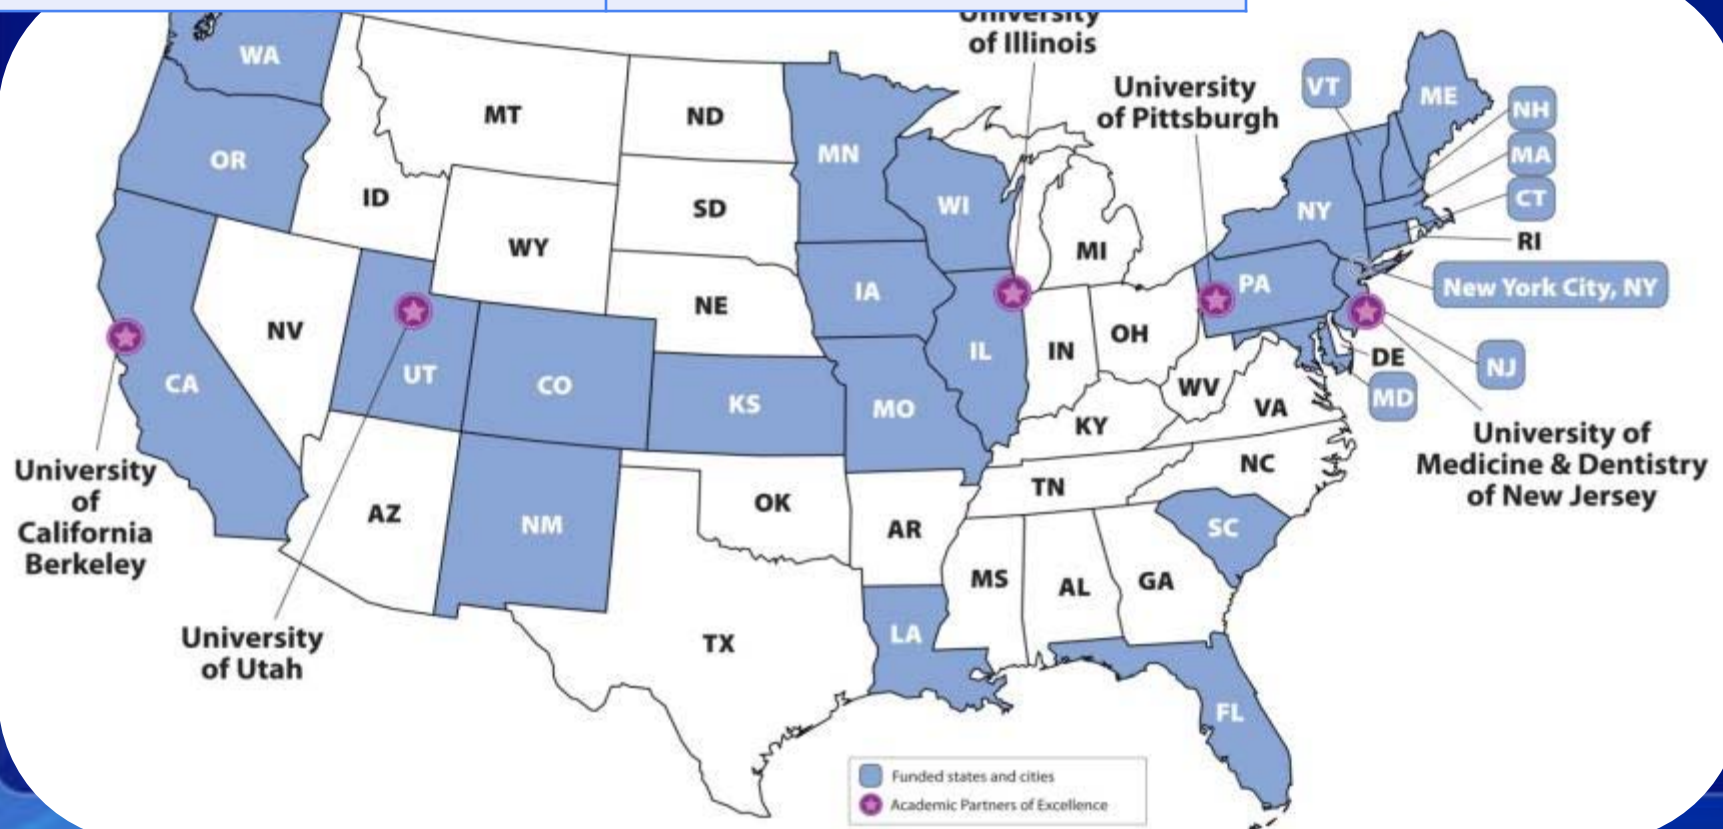 University
of Illinois
University
of Pittsburgh
WA
MT
ND
MN
VT
ME
NH
MA
CT
RI
OR
ID
SD
WI
NY
WY
MI
New York City, NY
NV
UT
NE
IA
PA
CA
CO
KS
MO
IL
IN
OH
WV
VA
DE
MD
NJ
KY
University of
Medicine & Dentistry
of New Jersey
University
of
California
Berkeley
AZ
NM
OK
AR
TN
NC
SC
MS
AL
GA
University
of Utah
TX
LA
FL
Funded states and cities
Academic Partners of Excellence